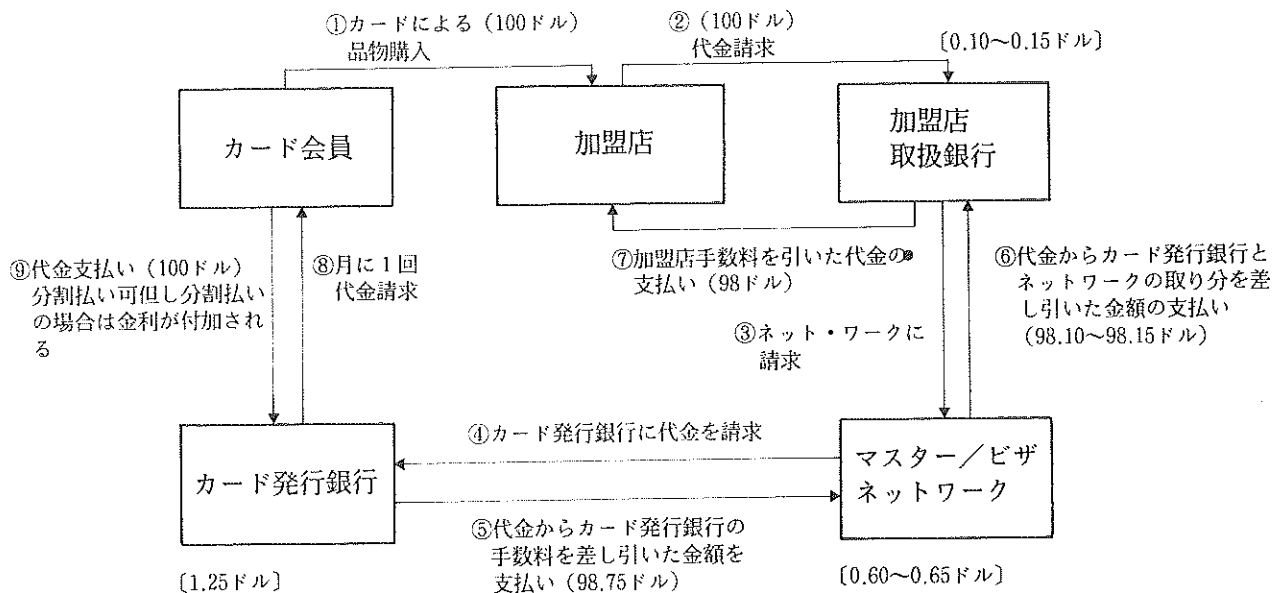 ①カードによる（100ドル）
品物購入
②（100ドル）
代金請求
〔0.10～0.15ドル〕
カード会員
加盟店
加盟店
取扱銀行
⑨代金支払い（100ドル）
分割払い可但し分割払い
の場合は金利が付加され
る
⑧月に1回
代金請求
⑦加盟店手数料を引いた代金の
支払い（98ドル）
③ネット・ワークに
請求
⑥代金からカード発行銀行と
ネットワークの取り分を差
し引いた金額の支払い
（98.10～98.15ドル）
④カード発行銀行に代金を請求
カード発行銀行
マスター／ビザ
ネットワーク
⑤代金からカード発行銀行の
手数料を差し引いた金額を
支払い（98.75ドル）
〔1.25ドル〕
〔0.60～0.65ドル〕